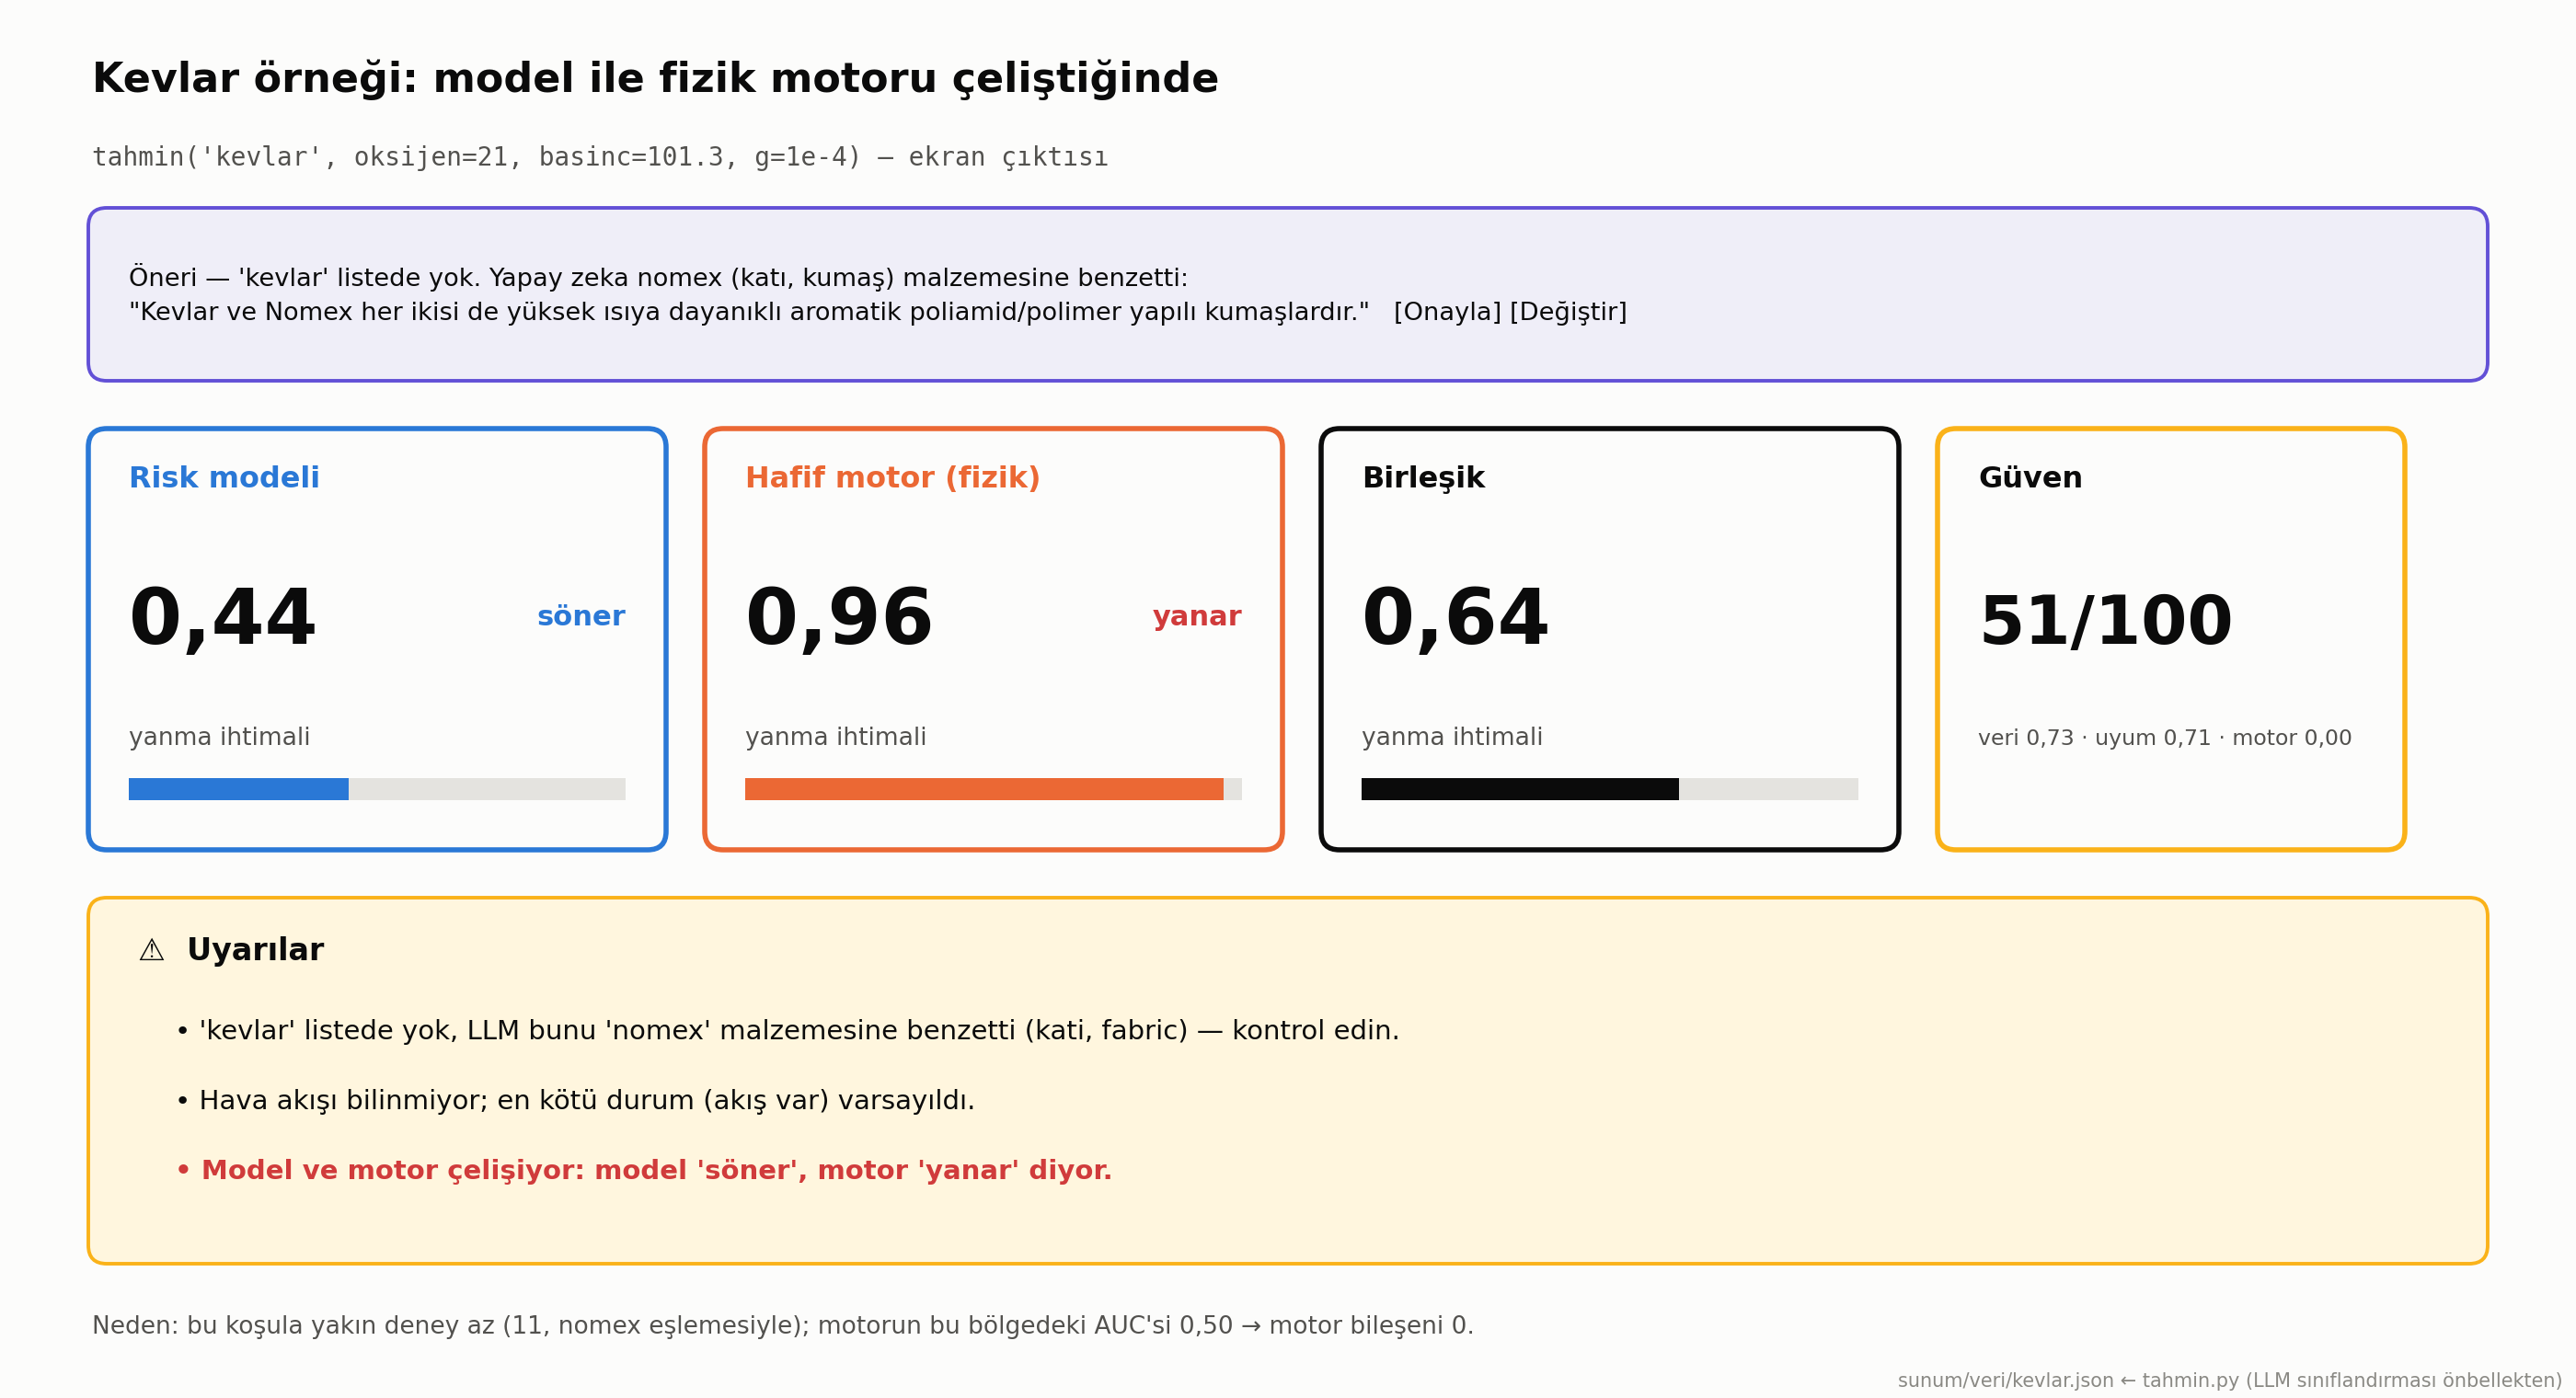 Kevlar örneği: model ile fizik motoru çeliştiğinde
tahmin('kevlar', oksijen=21, basinc=101.3, g=1e-4) — ekran çıktısı
Öneri — 'kevlar' listede yok. Yapay zeka nomex (katı, kumaş) malzemesine benzetti:
"Kevlar ve Nomex her ikisi de yüksek ısıya dayanıklı aromatik poliamid/polimer yapılı kumaşlardır."   [Onayla] [Değiştir]
Risk modeli
0,44
söner
yanma ihtimali
Hafif motor (fizik)
0,96
yanar
yanma ihtimali
Birleşik
0,64
yanma ihtimali
Güven
51/100
veri 0,73 · uyum 0,71 · motor 0,00
⚠ Uyarılar
• 'kevlar' listede yok, LLM bunu 'nomex' malzemesine benzetti (kati, fabric) — kontrol edin.
• Hava akışı bilinmiyor; en kötü durum (akış var) varsayıldı.
• Model ve motor çelişiyor: model 'söner', motor 'yanar' diyor.
Neden: bu koşula yakın deney az (11, nomex eşlemesiyle); motorun bu bölgedeki AUC'si 0,50 → motor bileşeni 0.
sunum/veri/kevlar.json ← tahmin.py (LLM sınıflandırması önbellekten)